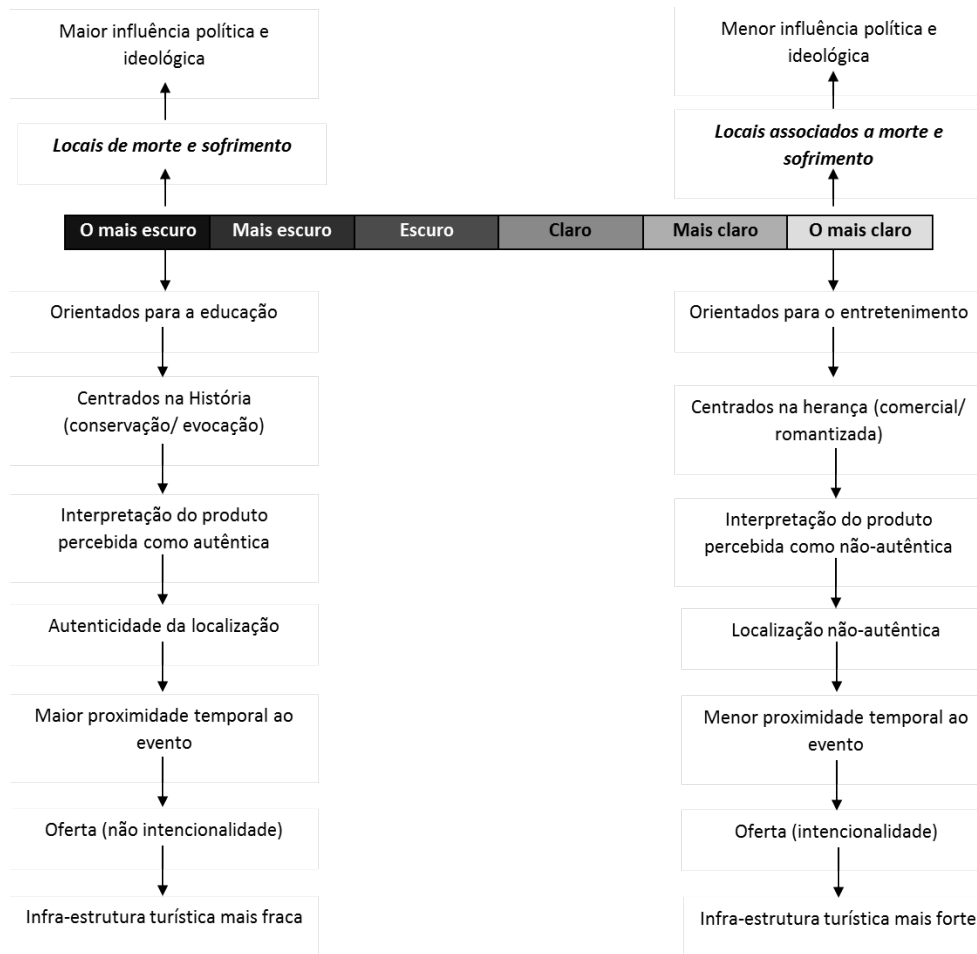 Maior influência política e
ideológica
Menor influência política e
ideológica
Locais de morte e sofrimento
Locais associados a morte e
sofrimento
O mais escuro
Mais escuro
Escuro
Claro
Mais claro
O mais claro
Orientados para a educação
Centrados na História
(conservação/ evocação)
Interpretação do produto
percebida como autêntica
Autenticidade da localização
Maior proximidade temporal ao
evento
Oferta (não intencionalidade)
Infra-estrutura turística mais fraca
Orientados para o entretenimento
Centrados na herança (comercial/
romantizada)
Interpretação do produto
percebida como não-autêntica
Localização não-autêntica
Menor proximidade temporal ao
evento
Oferta (intencionalidade)
Infra-estrutura turística mais forte